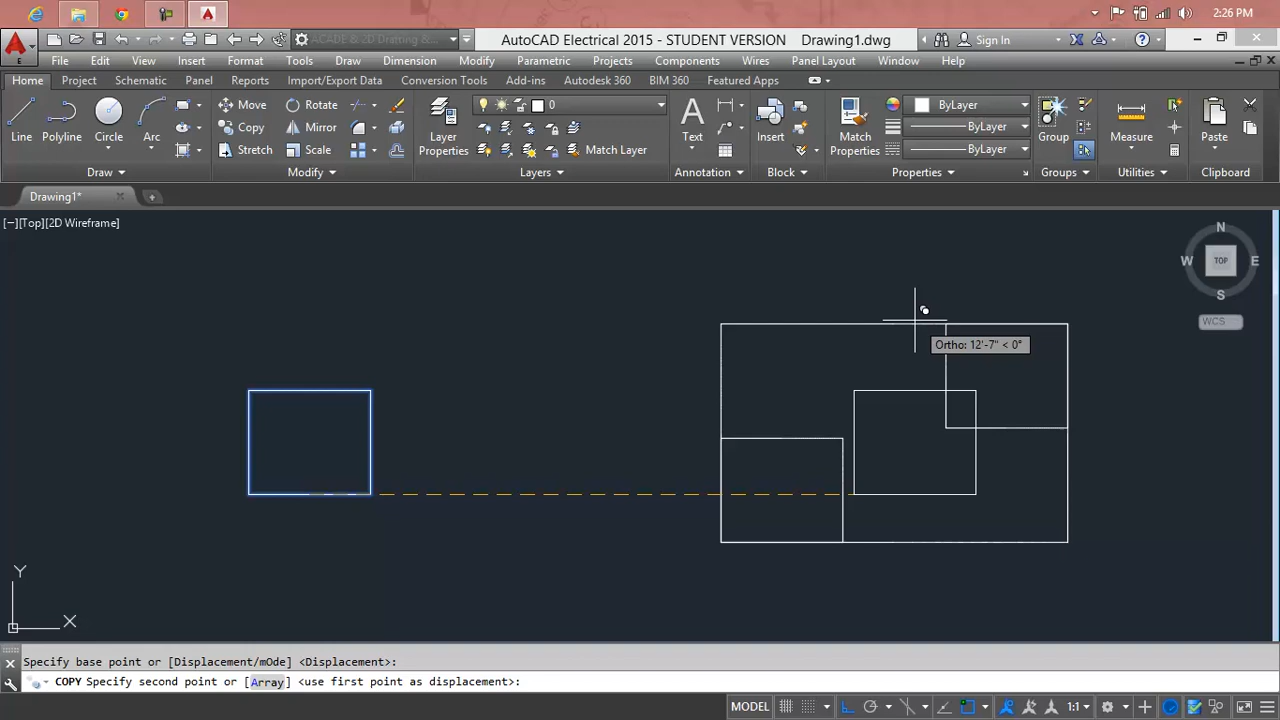 2:26 PM
ACADE & 2D Drafting &
AutoCAD Electrical 2015 - STUDENT VERSION Drawing1.dwg
Sign In
File Edit View Insert Format Tools Draw Dimension Modify Parametric Projects Components Wires Panel Layout Window Help
Home Project Schematic Panel Reports Import/Export Data Conversion Tools Add-ins Autodesk 360 BIM 360 Featured Apps
Line Polyline Circle Arc
Move Rotate
Copy Mirror
Stretch Scale
Layer Properties
0
Match Layer
Text
Insert
Match Properties
ByLayer
ByLayer
ByLayer
Group
Measure
Paste
Draw Modify Layers Annotation Block Properties Groups Utilities Clipboard
Drawing1*
[−][Top][2D Wireframe]
N
W TOP E
S
WCS
Ortho: 12'-7" < 0°
Y
X
Specify base point or [Displacement/mOde] <Displacement>:
COPY Specify second point or [Array] <use first point as displacement>:
MODEL
1:1